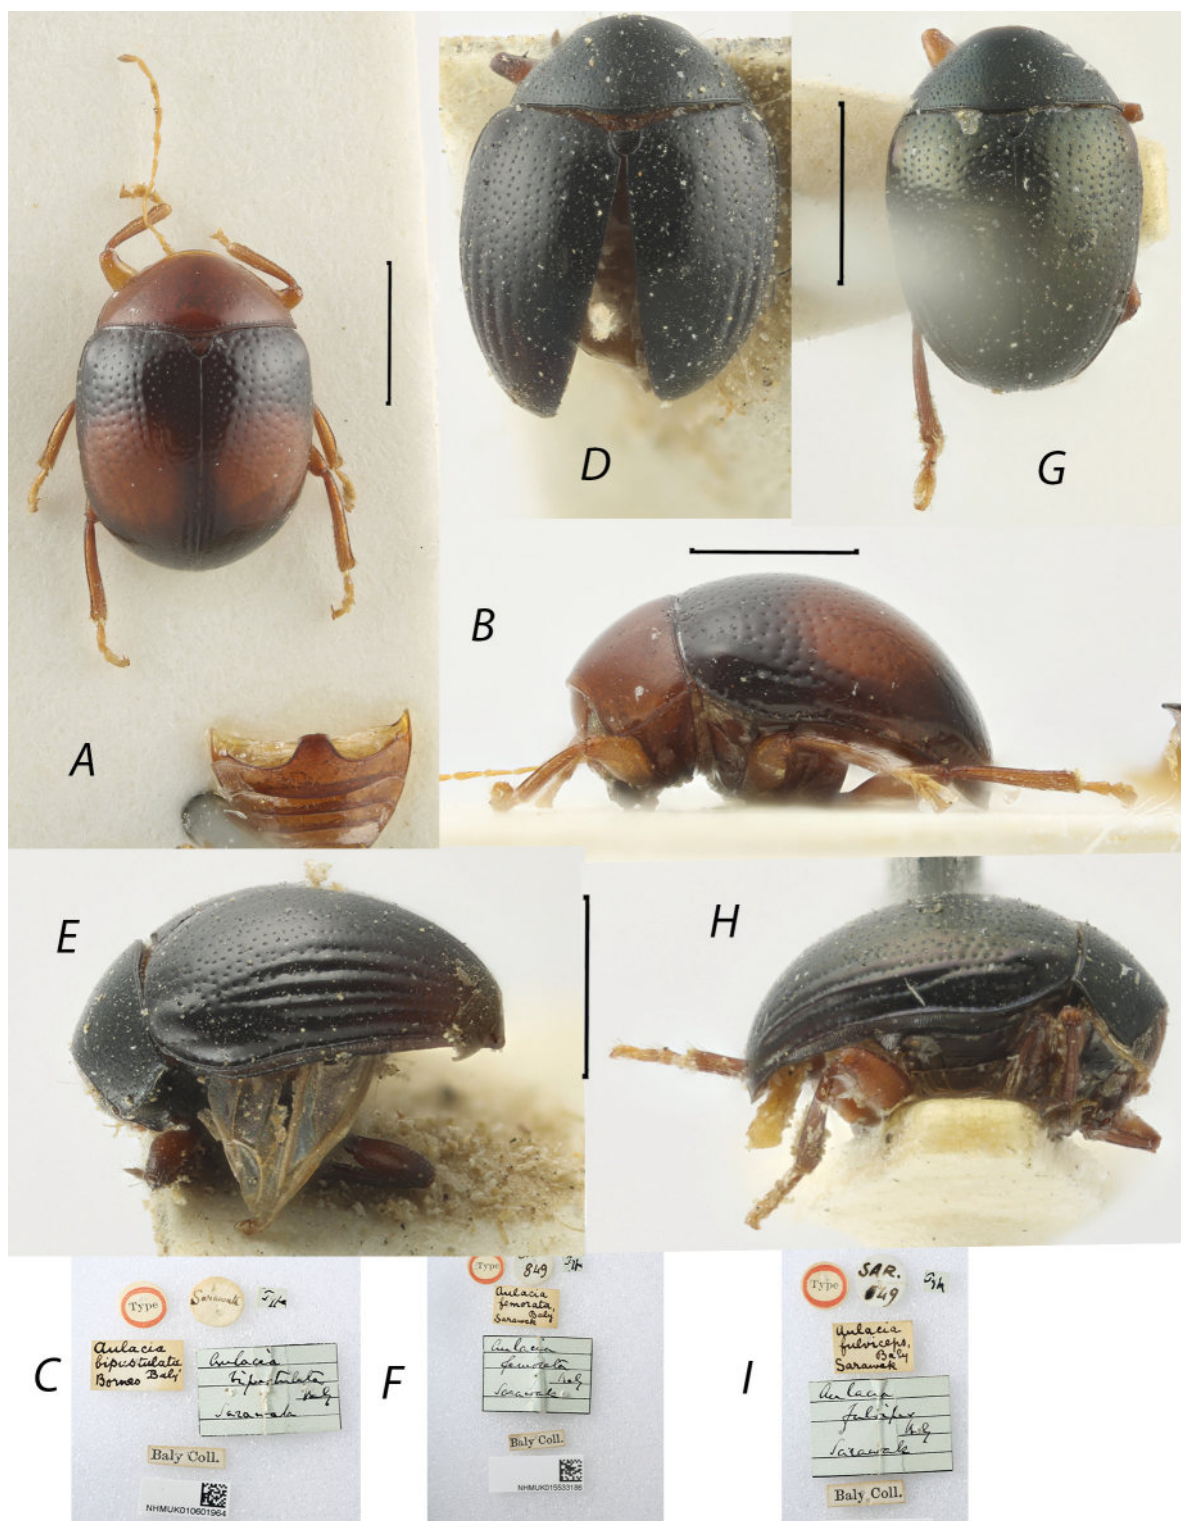 D
G
B
A
E
H
C
Type
Sarawak
Aulacia
bipustulata
Borneo Baly
Aulacia
bipustulata
Baly
Sarawak
Baly Coll.
NHMUK010601964
F
Type
849
Aulacia
femorata,
Baly
Sarawak
Aulacia
femorata
Baly
Sarawak
Baly Coll.
NHMUK015533186
I
Type
SAR.
849
Aulacia
fulviceps,
Baly
Sarawak
Aulacia
Baly
Sarawak
Baly Coll.